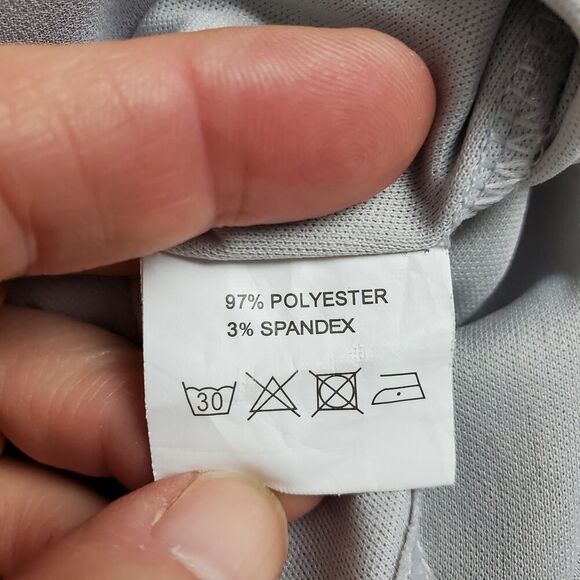 97% POLYESTER
3% SPANDEX
30